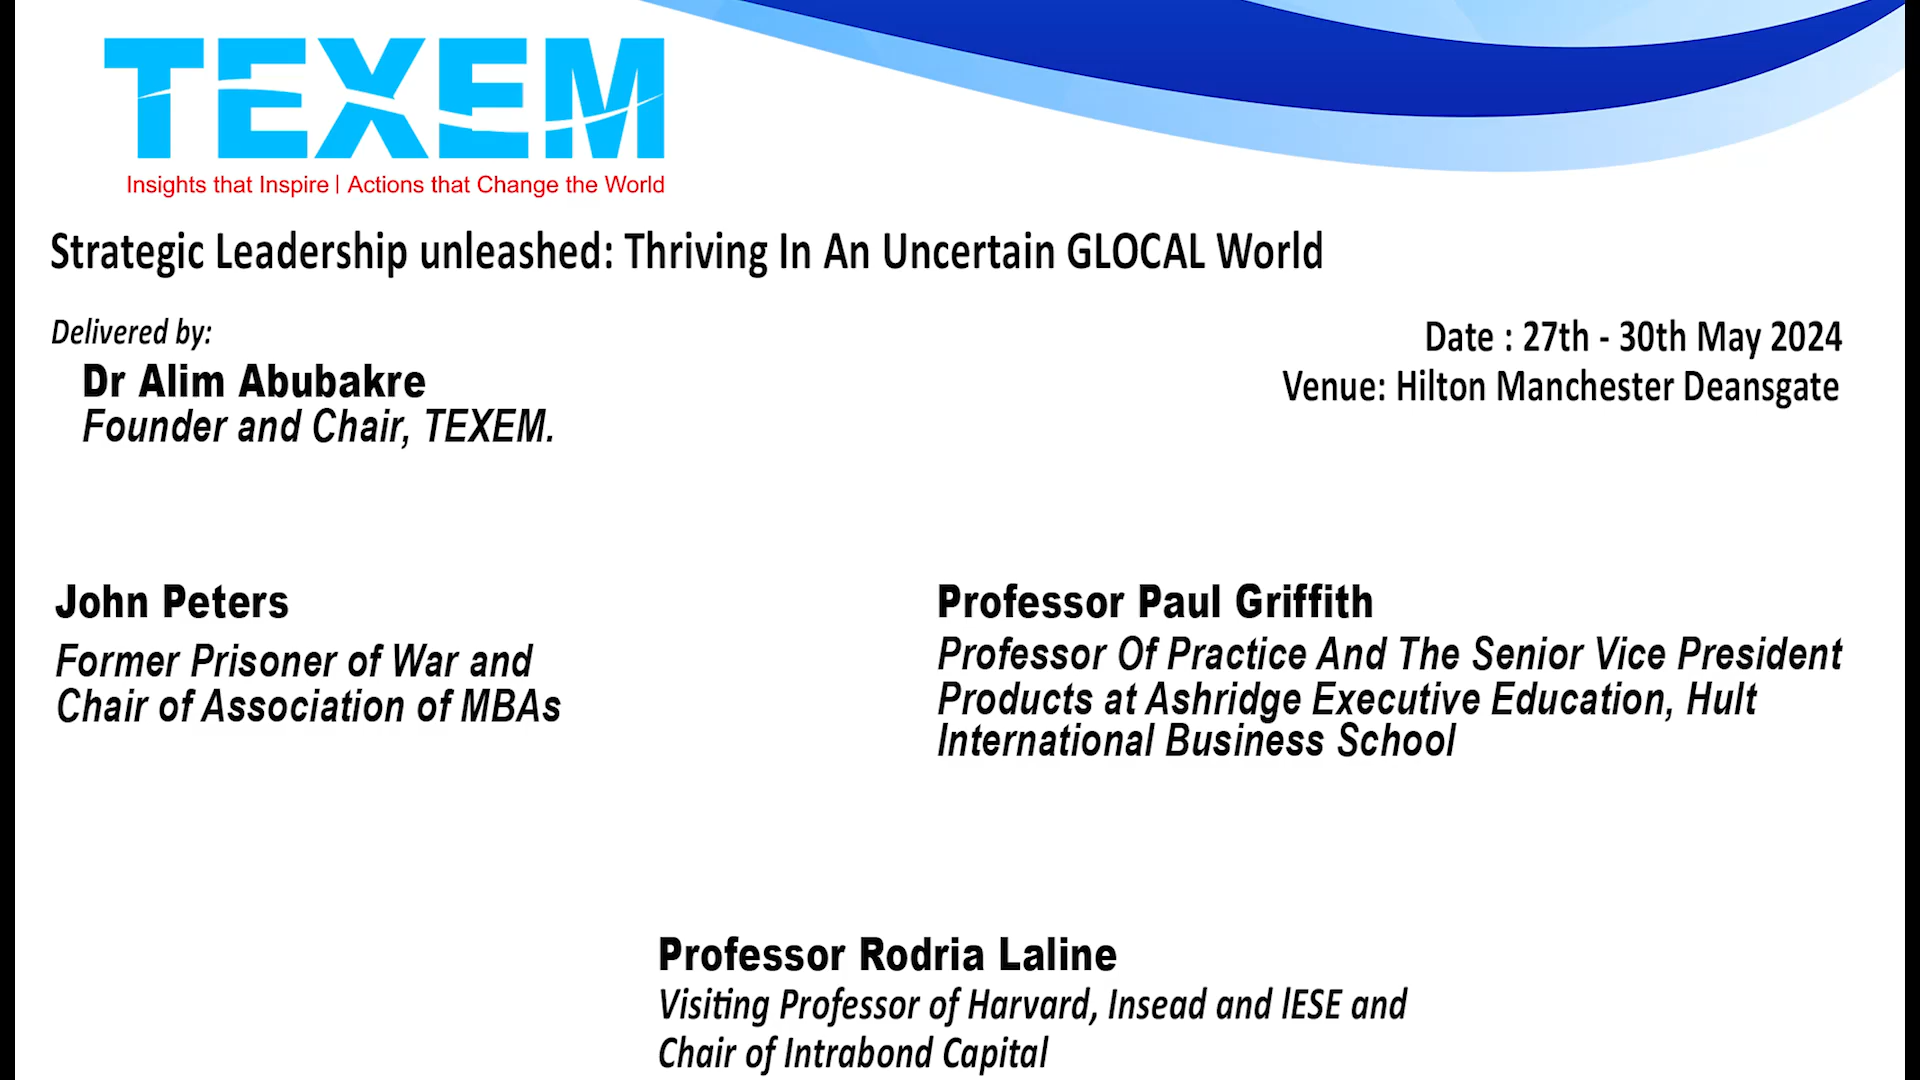 TEXEM
Insights that Inspire | Actions that Change the World
Strategic Leadership unleashed: Thriving In An Uncertain GLOCAL World
Delivered by:
Dr Alim Abubakre
Founder and Chair, TEXEM.
Date : 27th - 30th May 2024
Venue: Hilton Manchester Deansgate
John Peters
Former Prisoner of War and
Chair of Association of MBAs
Professor Paul Griffith
Professor Of Practice And The Senior Vice President
Products at Ashridge Executive Education, Hult
International Business School
Professor Rodria Laline
Visiting Professor of Harvard, Insead and lESE and
Chair of Intrabond Capital